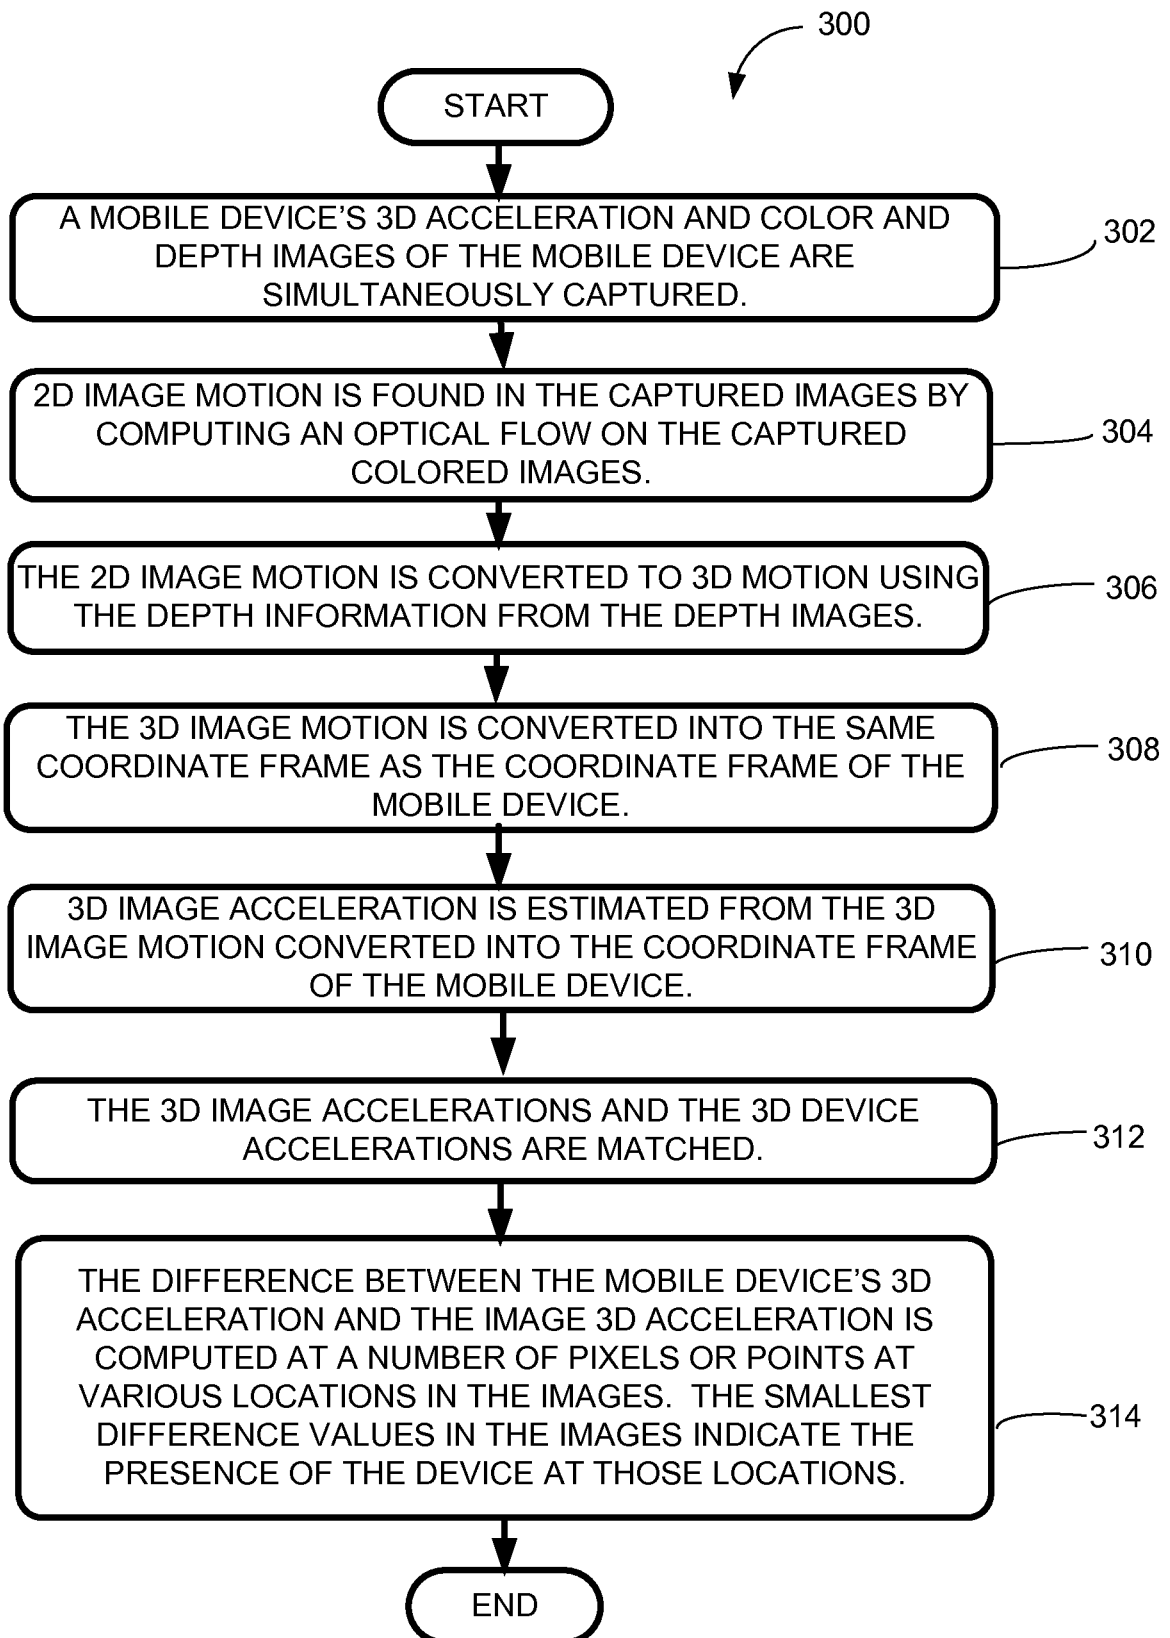 300
START
A MOBILE DEVICE'S 3D ACCELERATION AND COLOR AND
DEPTH IMAGES OF THE MOBILE DEVICE ARE
SIMULTANEOUSLY CAPTURED.
302
2D IMAGE MOTION IS FOUND IN THE CAPTURED IMAGES BY
COMPUTING AN OPTICAL FLOW ON THE CAPTURED
COLORED IMAGES.
304
THE 2D IMAGE MOTION IS CONVERTED TO 3D MOTION USING
THE DEPTH INFORMATION FROM THE DEPTH IMAGES.
306
THE 3D IMAGE MOTION IS CONVERTED INTO THE SAME
COORDINATE FRAME AS THE COORDINATE FRAME OF THE
MOBILE DEVICE.
308
3D IMAGE ACCELERATION IS ESTIMATED FROM THE 3D
IMAGE MOTION CONVERTED INTO THE COORDINATE FRAME
OF THE MOBILE DEVICE.
310
THE 3D IMAGE ACCELERATIONS AND THE 3D DEVICE
ACCELERATIONS ARE MATCHED.
312
THE DIFFERENCE BETWEEN THE MOBILE DEVICE'S 3D
ACCELERATION AND THE IMAGE 3D ACCELERATION IS
COMPUTED AT A NUMBER OF PIXELS OR POINTS AT
VARIOUS LOCATIONS IN THE IMAGES. THE SMALLEST
DIFFERENCE VALUES IN THE IMAGES INDICATE THE
PRESENCE OF THE DEVICE AT THOSE LOCATIONS.
314
END